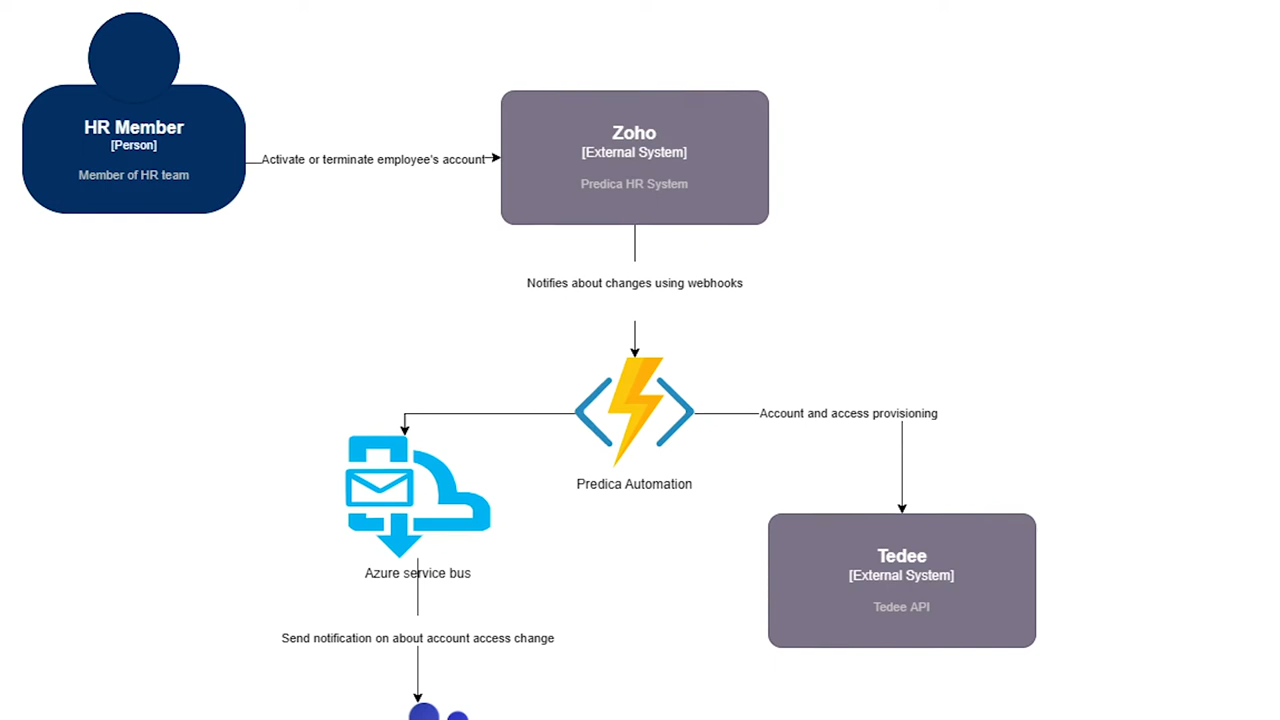 HR Member
[Person]
Member of HR team
Activate or terminate employee's account
Zoho
[External System]
Predica HR System
Notifies about changes using webhooks
Account and access provisioning
Predica Automation
Azure service bus
Tedee
[External System]
Tedee API
Send notification on about account access change